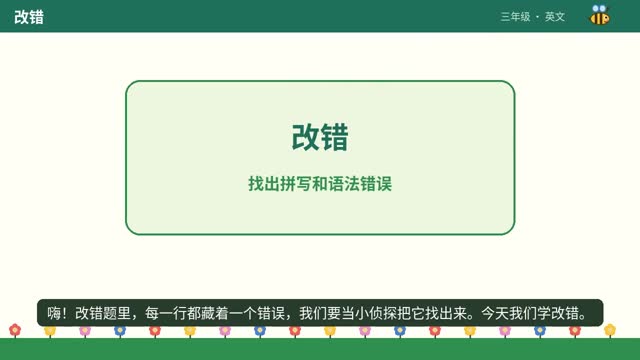 改错
三年级 · 英文
改错
找出拼写和语法错误
嗨！改错题里，每一行都藏着一个错误，我们要当小侦探把它找出来。今天我们学改错。